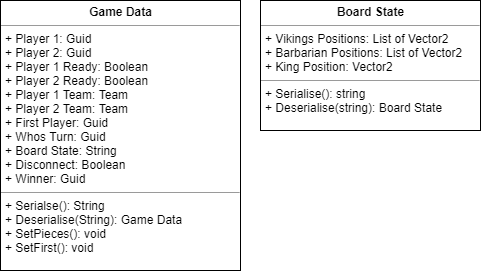 Game Data
+ Player 1: Guid
+ Player 2: Guid
+ Player 1 Ready: Boolean
+ Player 2 Ready: Boolean
+ Player 1 Team: Team
+ Player 2 Team: Team
+ First Player: Guid
+ Whos Turn: Guid
+ Board State: String
+ Disconnect: Boolean
+ Winner: Guid
+ Serialse(): String
+ Deserialise(String): Game Data
+ SetPieces(): void
+ SetFirst(): void
Board State
+ Vikings Positions: List of Vector2
+ Barbarian Positions: List of Vector2
+ King Position: Vector2
+ Serialise(): string
+ Deserialise(string): Board State